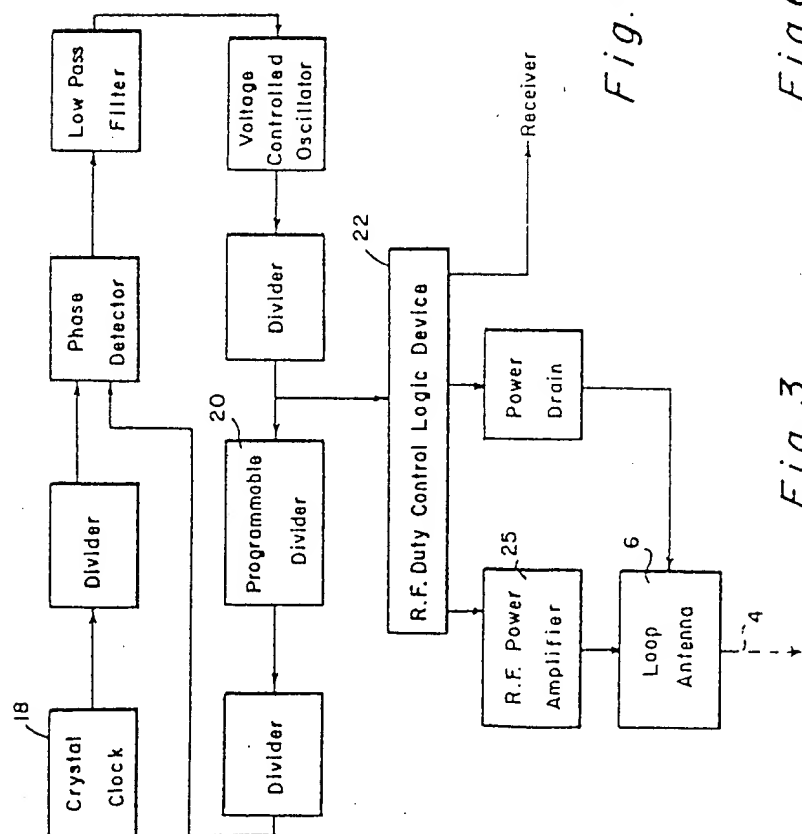 Low Pass
Filter
Phase
Detector
Divider
18
Crystal
Clock
Voltage
Controlled
Oscillator
Divider
20
Programmable
Divider
Divider
22
R.F. Duty Control Logic Device
Receiver
Power
Drain
25
R.F. Power
Amplifier
6
Loop
Antenna
4
Fig. 3
Fig.
Fig.